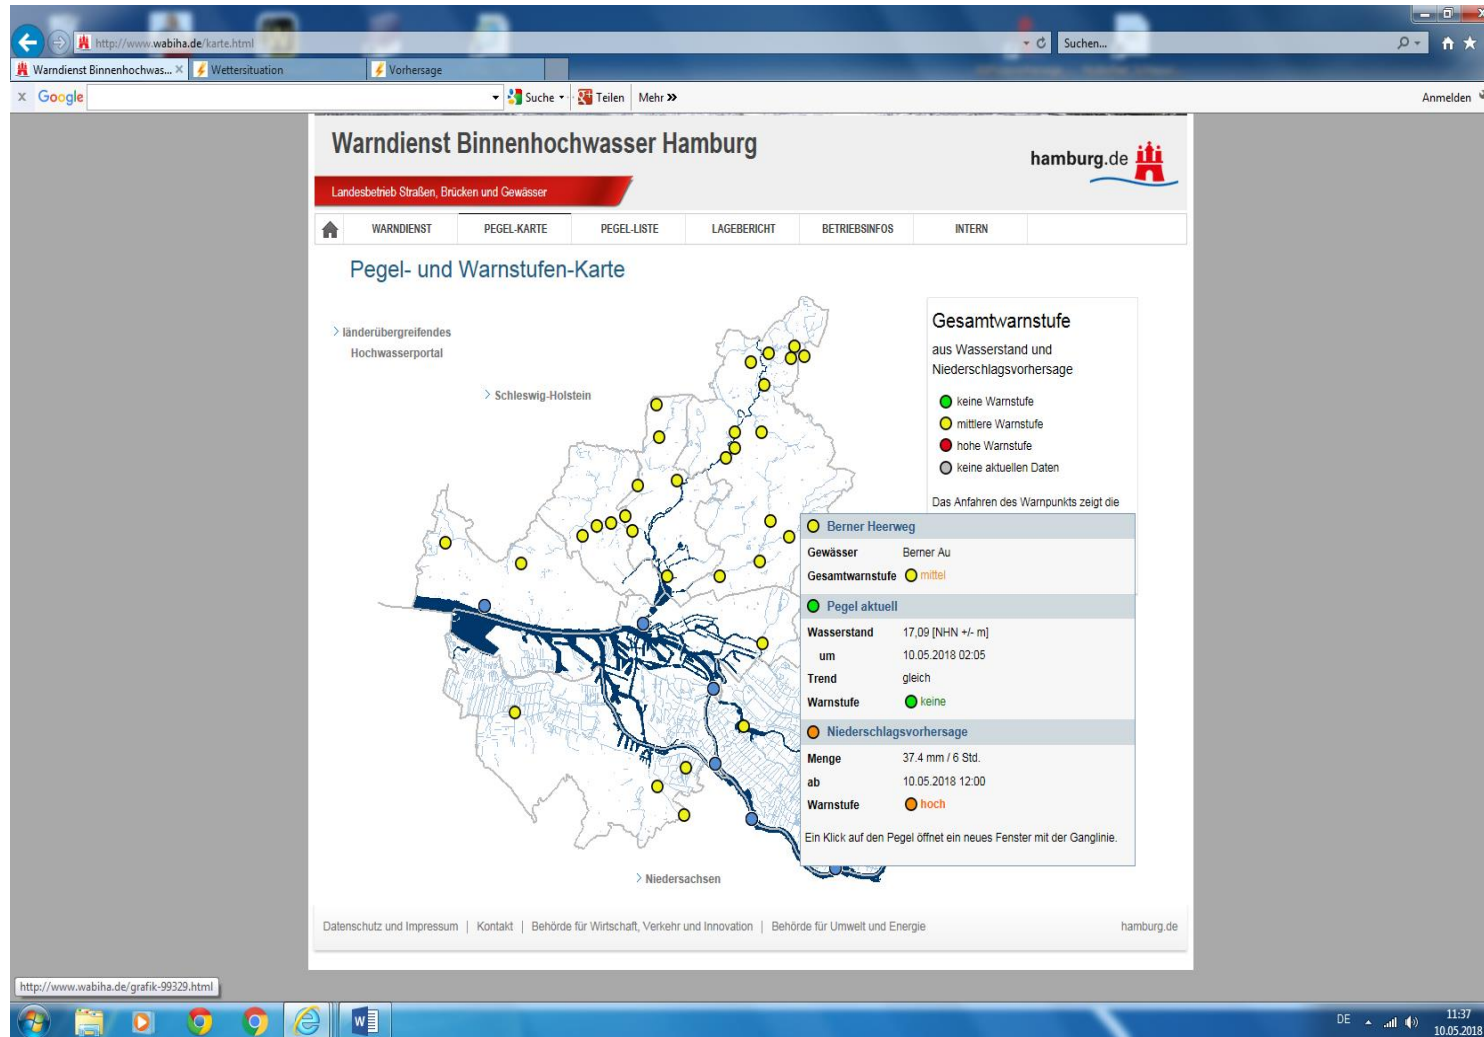 http://www.wabiha.de/karte.html
Suchen...
Warndienst Binnenhochwas...
Wettersituation
Vorhersage
x Google
Suche
Teilen
Mehr »
Anmelden
Warndienst Binnenhochwasser Hamburg
hamburg.de
Landesbetrieb Straßen, Brücken und Gewässer
WARNDIENST PEGEL-KARTE PEGEL-LISTE LAGEBERICHT BETRIEBSINFOS INTERN
Pegel- und Warnstufen-Karte
> länderübergreifendes
Hochwasserportal
> Schleswig-Holstein
> Niedersachsen
Gesamtwarnstufe
aus Wasserstand und
Niederschlagsvorhersage
keine Warnstufe
mittlere Warnstufe
hohe Warnstufe
keine aktuellen Daten
Das Anfahren des Warnpunkts zeigt die
Berner Heerweg
Gewässer Berner Au
Gesamtwarnstufe mittel
Pegel aktuell
Wasserstand 17,09 [NHN +/- m]
um 10.05.2018 02:05
Trend gleich
Warnstufe keine
Niederschlagsvorhersage
Menge 37.4 mm / 6 Std.
ab 10.05.2018 12:00
Warnstufe hoch
Ein Klick auf den Pegel öffnet ein neues Fenster mit der Ganglinie.
Datenschutz und Impressum | Kontakt | Behörde für Wirtschaft, Verkehr und Innovation | Behörde für Umwelt und Energie
hamburg.de
http://www.wabiha.de/grafik-99329.html
DE
11:37
10.05.2018